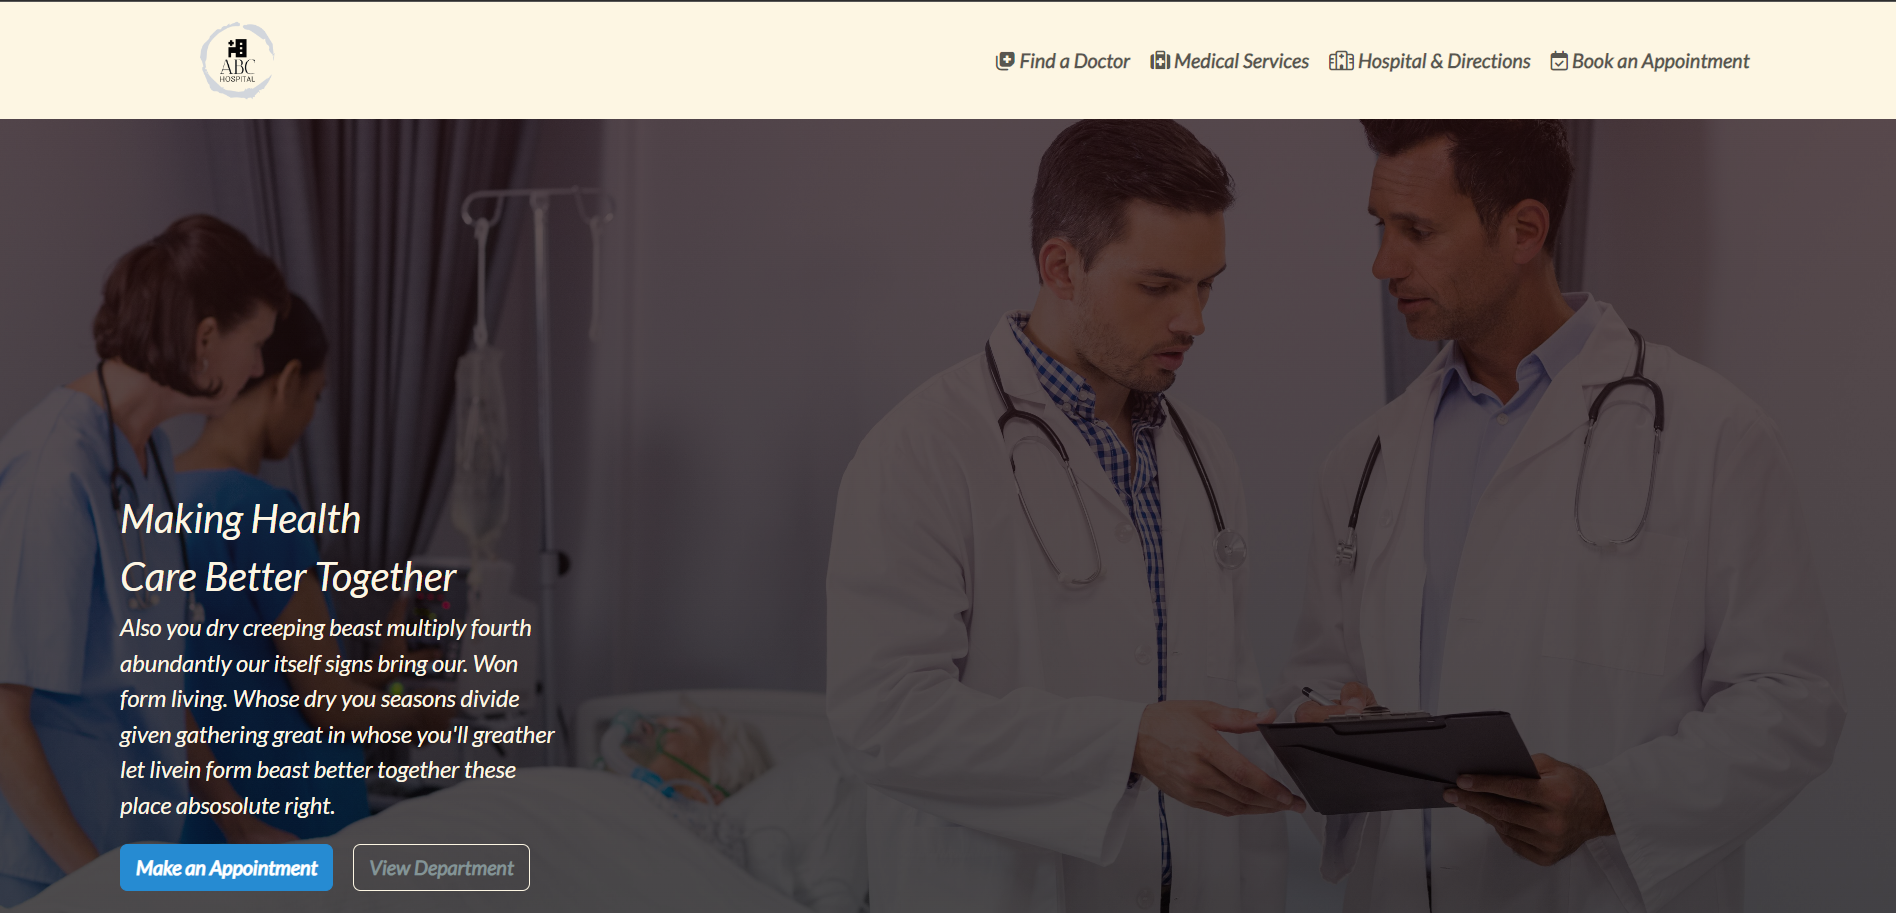 ABC
HOSPITAL
Find a Doctor Medical Services Hospital & Directions Book an Appointment
Making Health
Care Better Together
Also you dry creeping beast multiply fourth
abundantly our itself signs bring our. Won
form living. Whose dry you seasons divide
given gathering great in whose you'll greather
let livein form beast better together these
place absosolute right.
Make an Appointment View Department